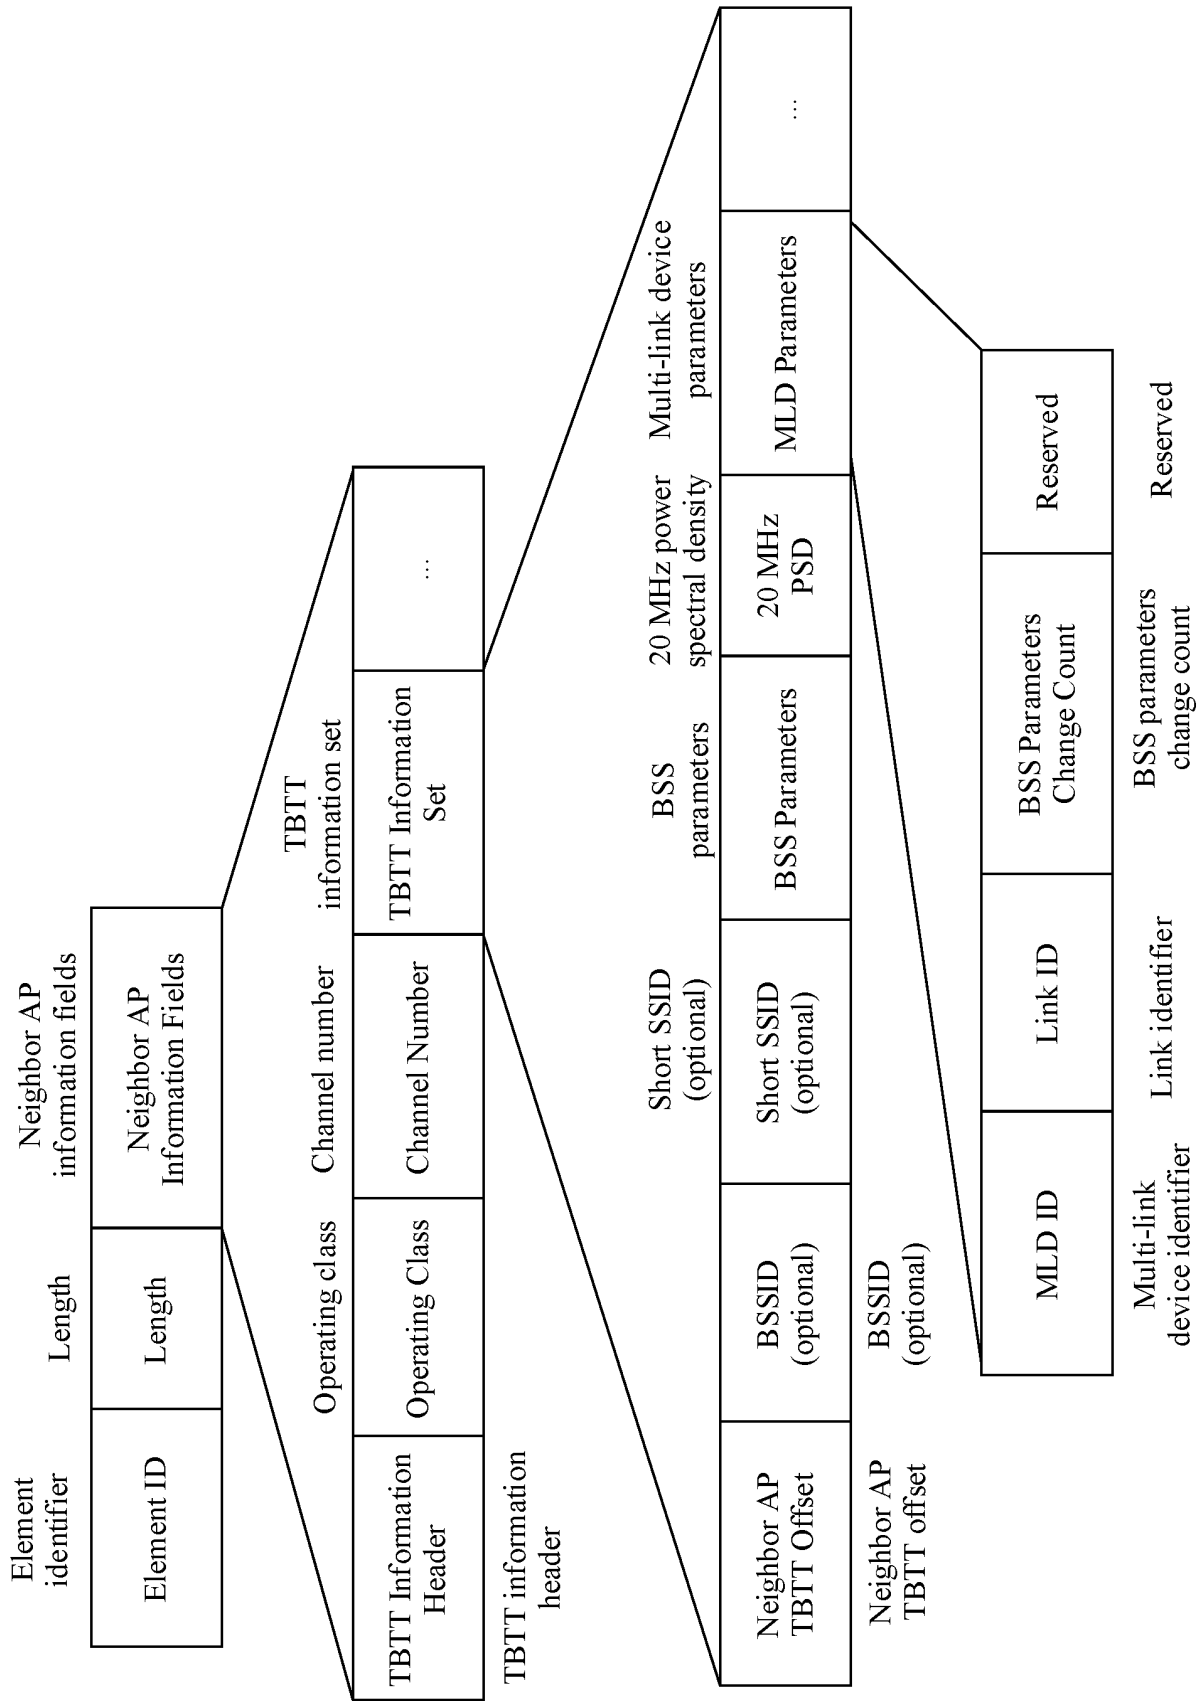 Element
identifier
Length
Neighbor AP
information fields
Element ID
Length
Neighbor AP
Information Fields
Operating class
Channel number
TBTT
information set
TBTT Information
Header
Operating Class
Channel Number
TBTT Information
Set
...
TBTT information
header
Short SSID
(optional)
BSS
parameters
20 MHz power
spectral density
Multi-link device
parameters
Neighbor AP
TBTT Offset
BSSID
(optional)
Short SSID
(optional)
BSS Parameters
20 MHz
PSD
MLD Parameters
...
Neighbor AP
TBTT offset
BSSID
(optional)
MLD ID
Link ID
BSS Parameters
Change Count
Reserved
Multi-link
device identifier
Link identifier
BSS parameters
change count
Reserved